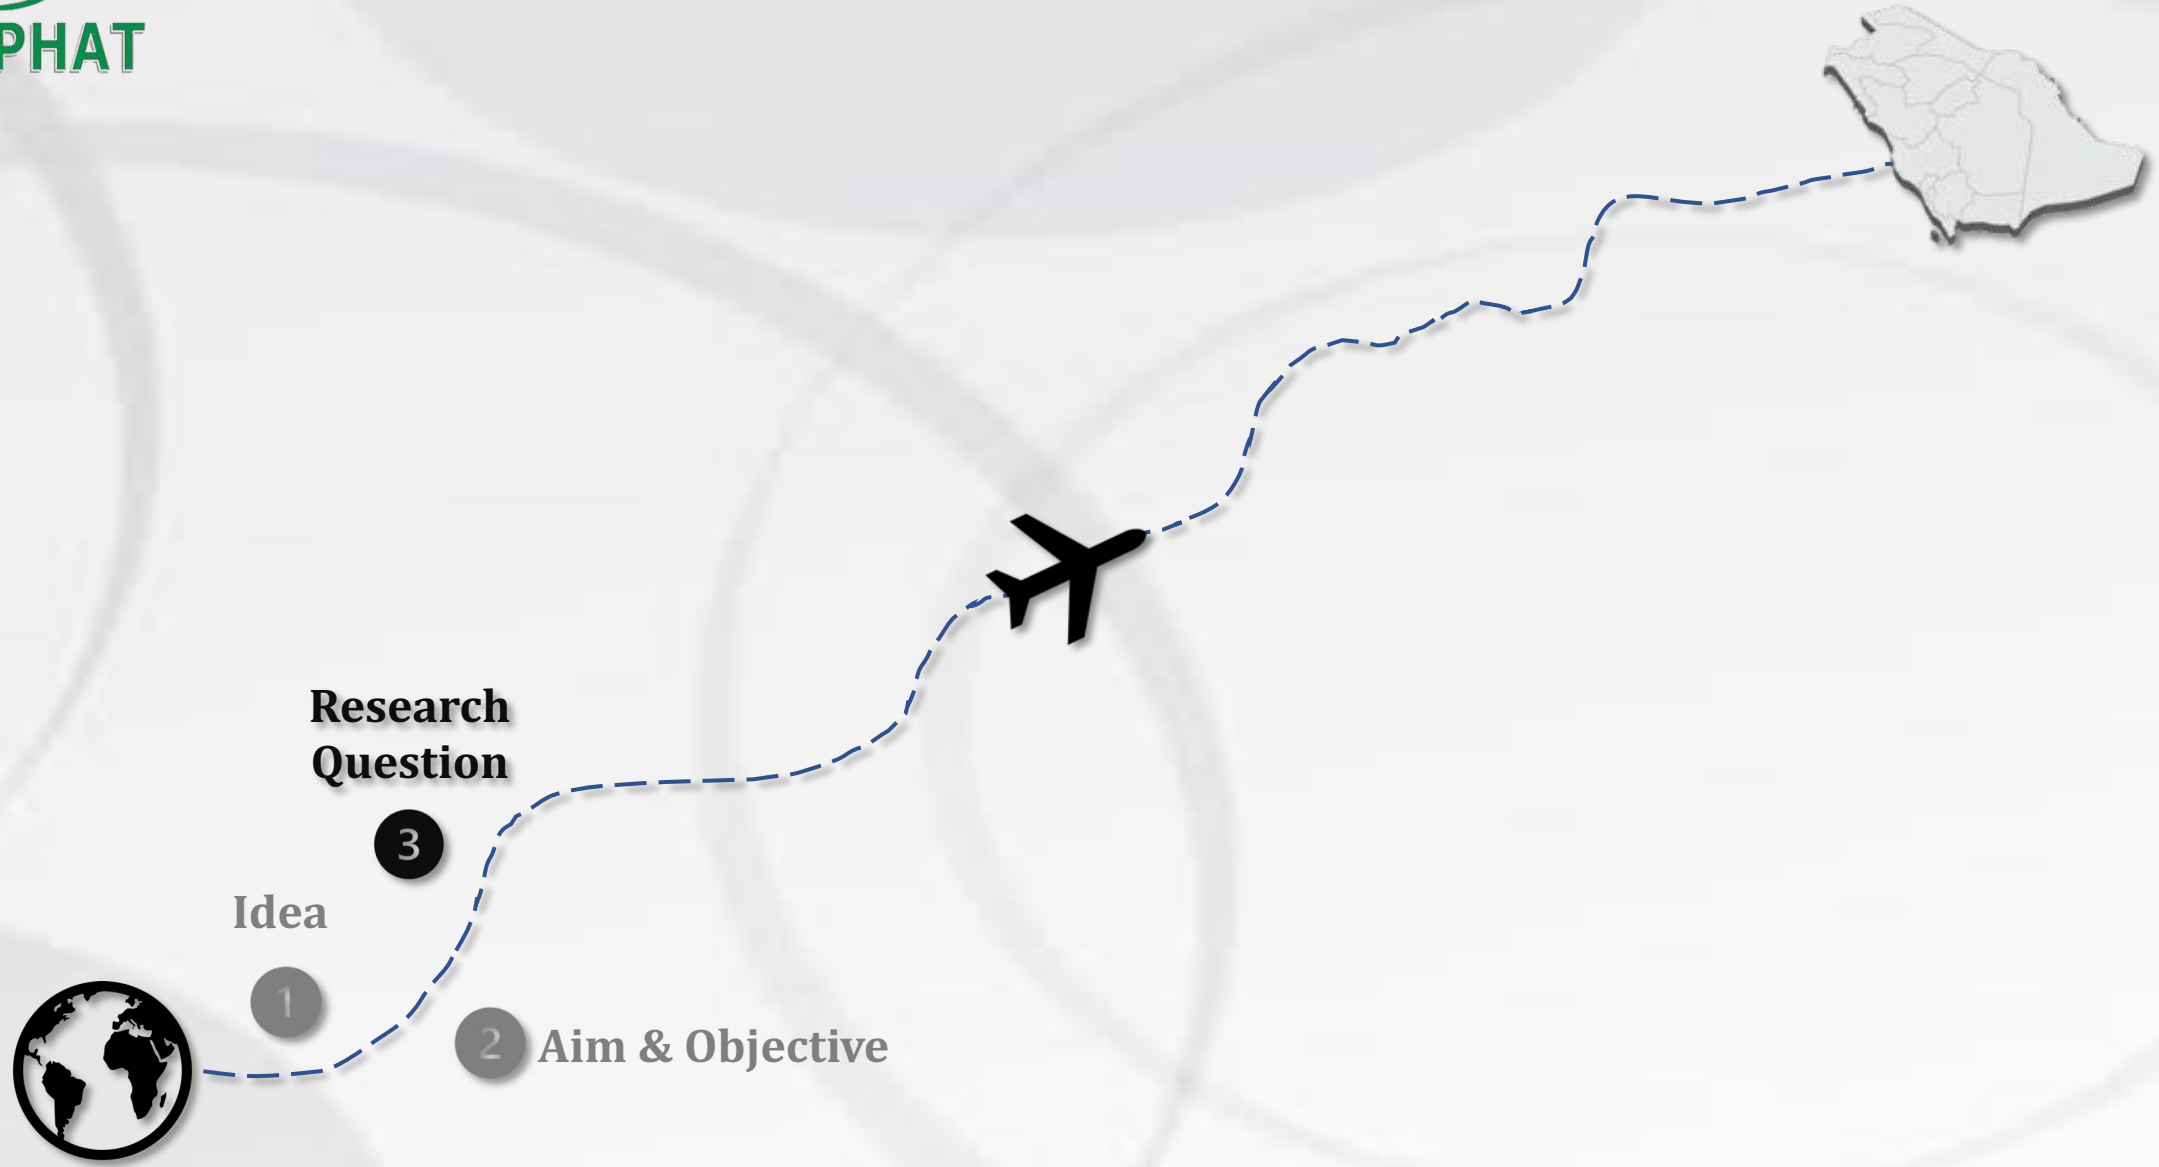 PHAT
Research
Question
3
Idea
1
2 Aim & Objective